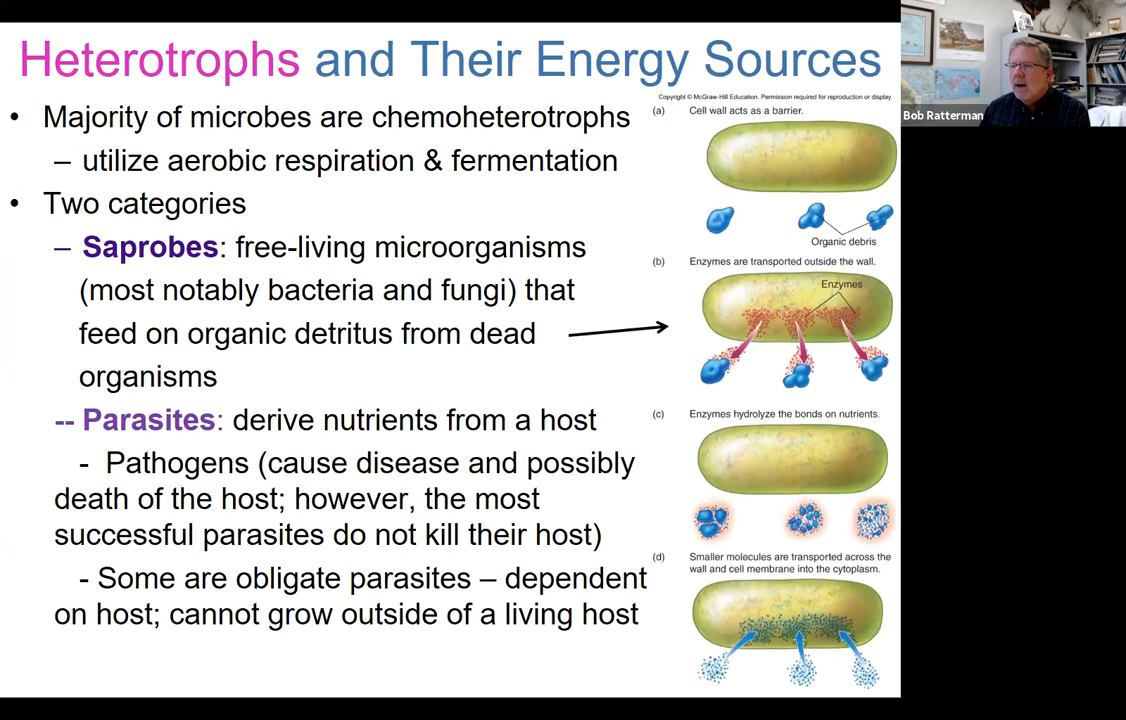 Heterotrophs and Their Energy Sources
• Majority of microbes are chemoheterotrophs
– utilize aerobic respiration & fermentation
• Two categories
– Saprobes: free-living microorganisms
(most notably bacteria and fungi) that
feed on organic detritus from dead
organisms
-- Parasites: derive nutrients from a host
- Pathogens (cause disease and possibly
death of the host; however, the most
successful parasites do not kill their host)
- Some are obligate parasites – dependent
on host; cannot grow outside of a living host
Copyright © McGraw-Hill Education. Permission required for reproduction or display.
(a) Cell wall acts as a barrier.
Organic debris
(b) Enzymes are transported outside the wall.
Enzymes
(c) Enzymes hydrolyze the bonds on nutrients.
(d) Smaller molecules are transported across the
wall and cell membrane into the cytoplasm.
Bob Ratterman